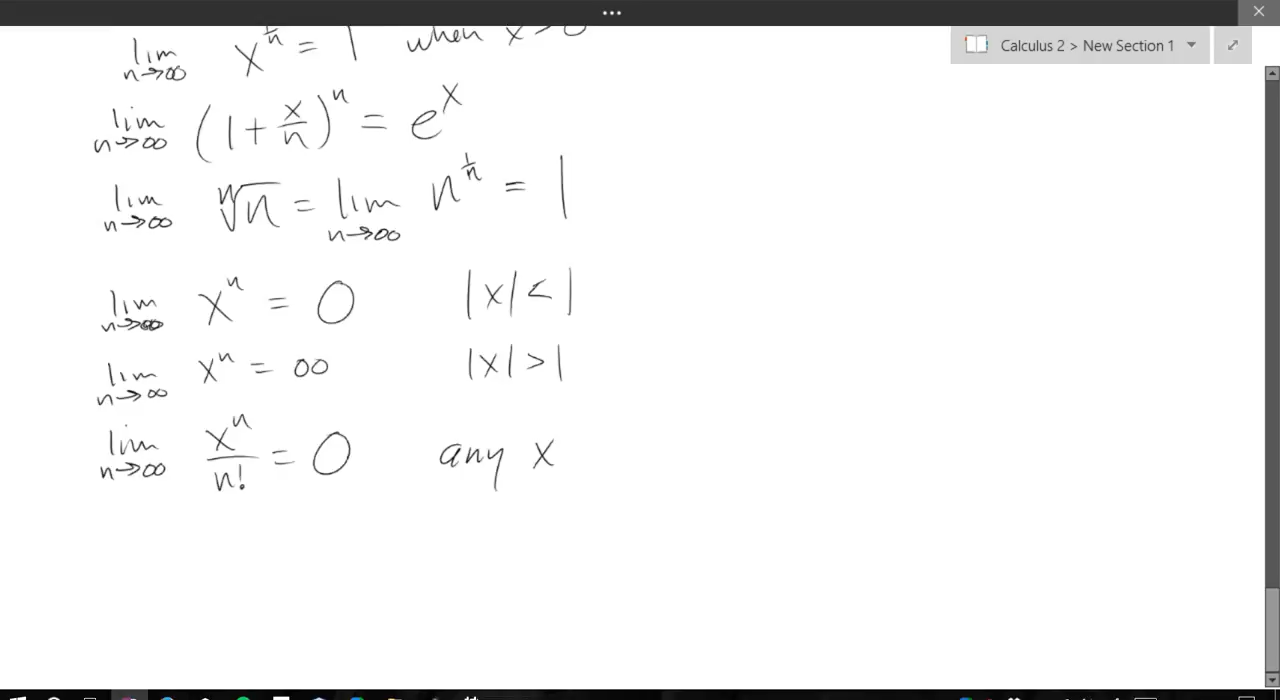 ...
Calculus 2 > New Section 1
lim n→∞ x^(1/n) = 1 when x > 0
lim n→∞ (1 + x/n)^n = e^x
lim n→∞ ⁿ√n = lim n→∞ n^(1/n) = 1
lim n→∞ x^n = 0 |x| < 1
lim n→∞ x^n = ∞ |x| > 1
lim n→∞ x^n/n! = 0 any x